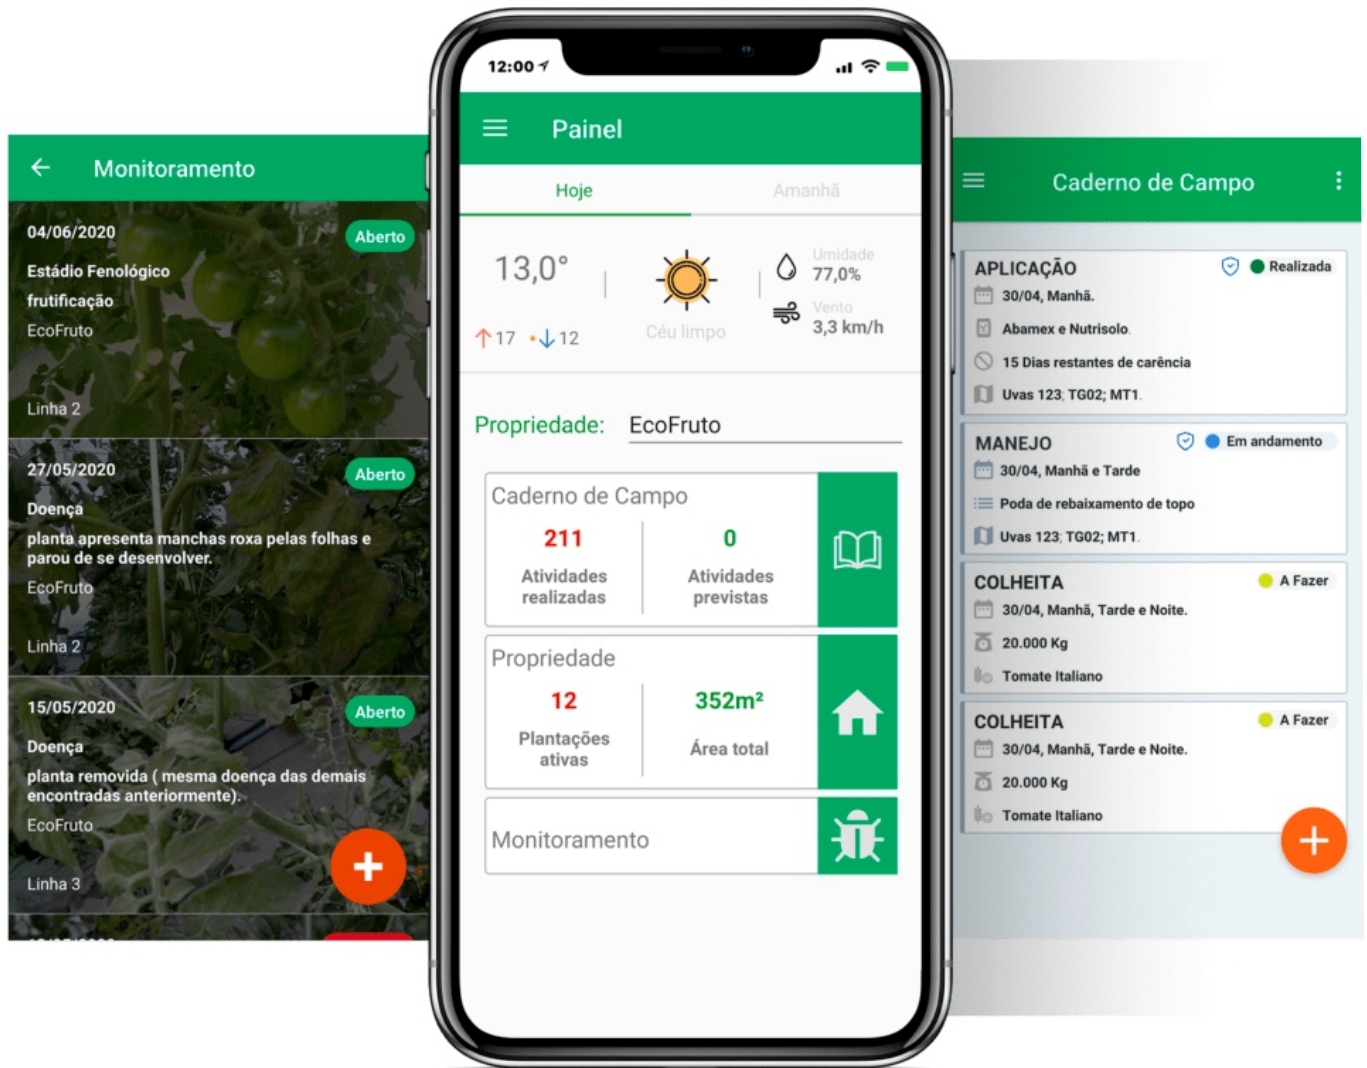 Monitoramento
04/06/2020
Aberto
Estádio Fenológico
frutificação
EcoFruto
Linha 2
27/05/2020
Aberto
Doença
planta apresenta manchas roxa pelas folhas e
parou de se desenvolver.
EcoFruto
Linha 2
15/05/2020
Aberto
Doença
planta removida ( mesma doença das demais
encontradas anteriormente).
EcoFruto
Linha 3
12:00
Painel
Hoje
Amanhã
13,0°
17
12
Céu limpo
Umidade
77,0%
Vento
3,3 km/h
Propriedade: EcoFruto
Caderno de Campo
211
Atividades
realizadas
0
Atividades
previstas
Propriedade
12
Plantações
ativas
352m²
Área total
Monitoramento
Caderno de Campo
APLICAÇÃO
Realizada
30/04, Manhã.
Abamex e Nutrisolo.
15 Dias restantes de carência
Uvas 123; TG02; MT1.
MANEJO
Em andamento
30/04, Manhã e Tarde
Poda de rebaixamento de topo
Uvas 123; TG02; MT1.
COLHEITA
A Fazer
30/04, Manhã, Tarde e Noite.
20.000 Kg
Tomate Italiano
COLHEITA
A Fazer
30/04, Manhã, Tarde e Noite.
20.000 Kg
Tomate Italiano